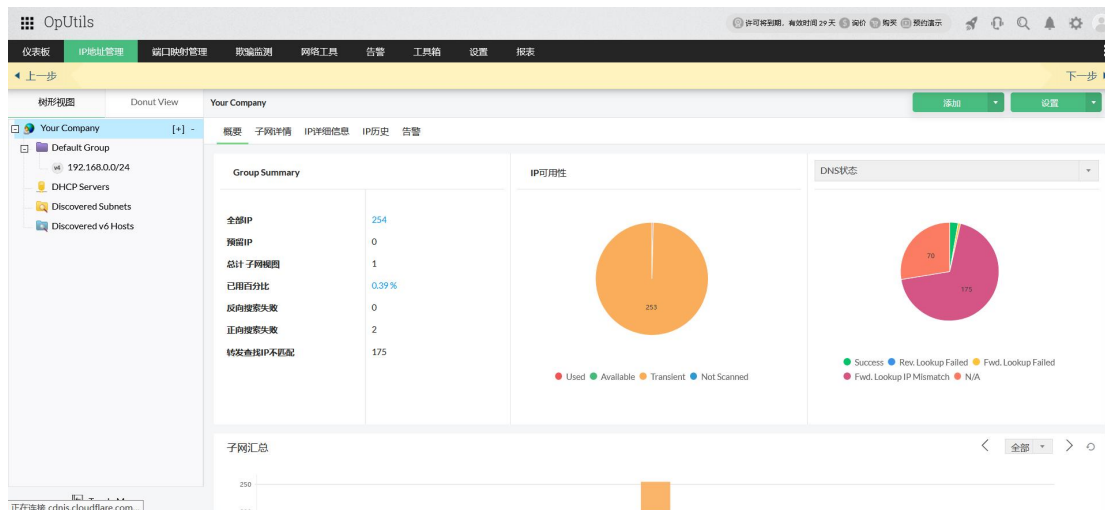 OpUtils
许可将到期，有效时间 29 天 询价 购买 预约演示
仪表板 IP地址管理 端口映射管理 欺骗监测 网络工具 告警 工具箱 设置 报表
上一步 下一步
树形视图 Donut View Your Company 添加 设置
Your Company [+] -
概要 子网详情 IP详细信息 IP历史 告警
Default Group
v4 192.168.0.0/24
DHCP Servers
Discovered Subnets
Discovered v6 Hosts
Group Summary
全部IP 254
预留IP 0
总计 子网视图 1
已用百分比 0.39 %
反向搜索失败 0
正向搜索失败 2
转发查找IP不匹配 175
IP可用性
253
Used Available Transient Not Scanned
DNS状态
70
175
Success Rev. Lookup Failed Fwd. Lookup Failed
Fwd. Lookup IP Mismatch N/A
子网汇总 全部
250
正在连接 cdnjs.cloudflare.com...